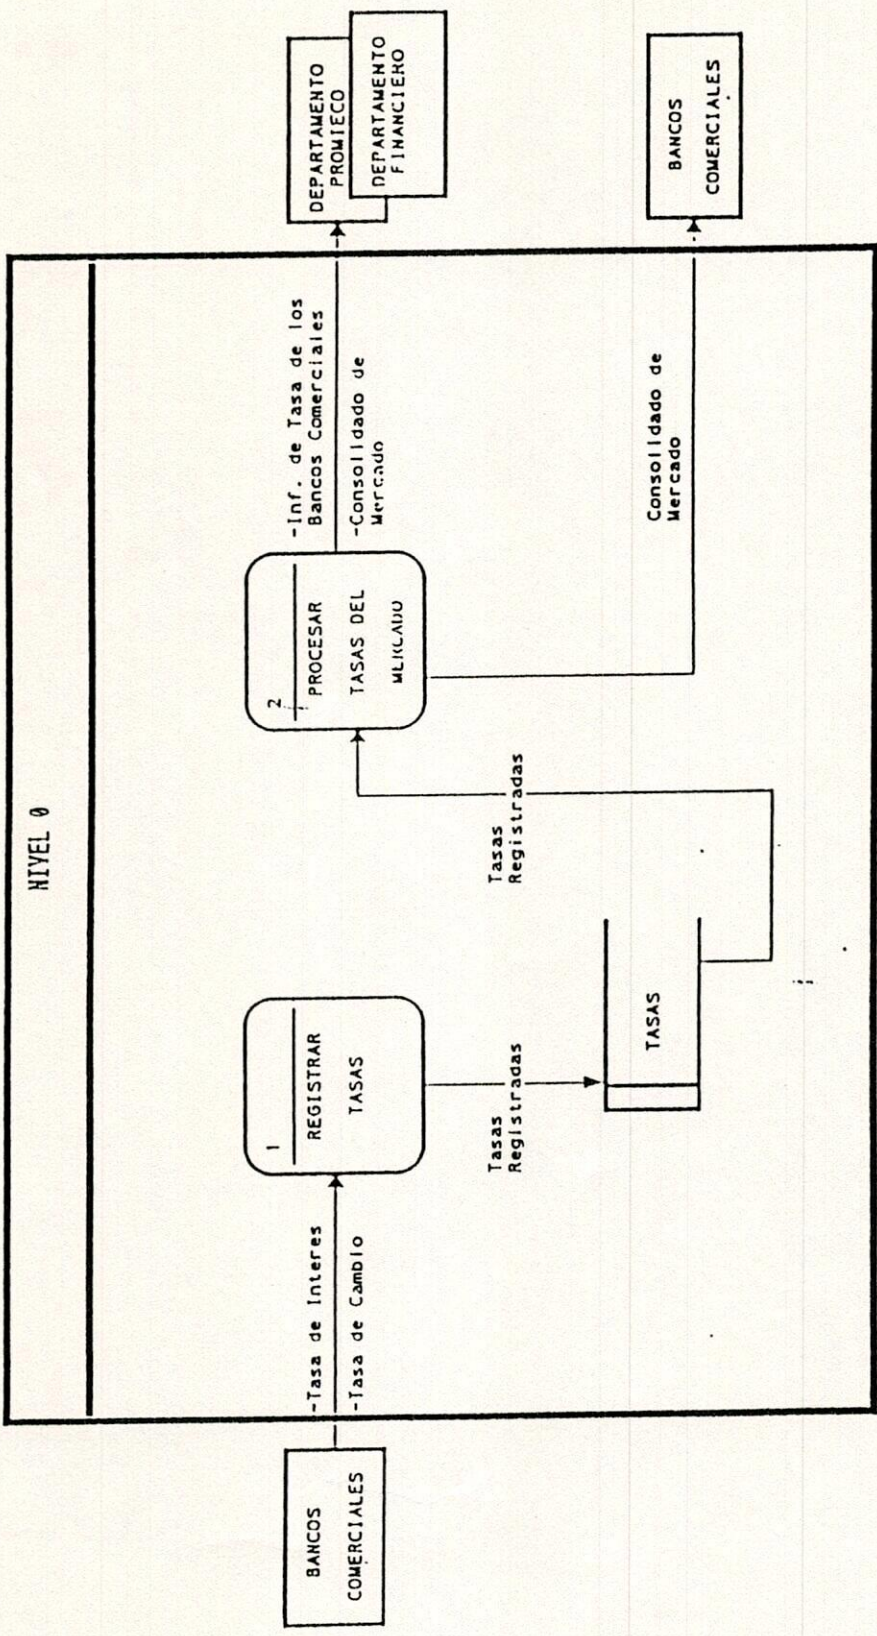 NIVEL 0
BANCOS
COMERCIALES
-Tasa de Interes
-Tasa de Cambio
1
REGISTRAR
TASAS
Tasas
Registradas
TASAS
Tasas
Registradas
2
PROCESAR
TASAS DEL
MERCADO
-Inf. de Tasa de los
Bancos Comerciales
-Consolidado de
Mercado
DEPARTAMENTO
PROMIECO
DEPARTAMENTO
FINANCIERO
Consolidado de
Mercado
BANCOS
COMERCIALES